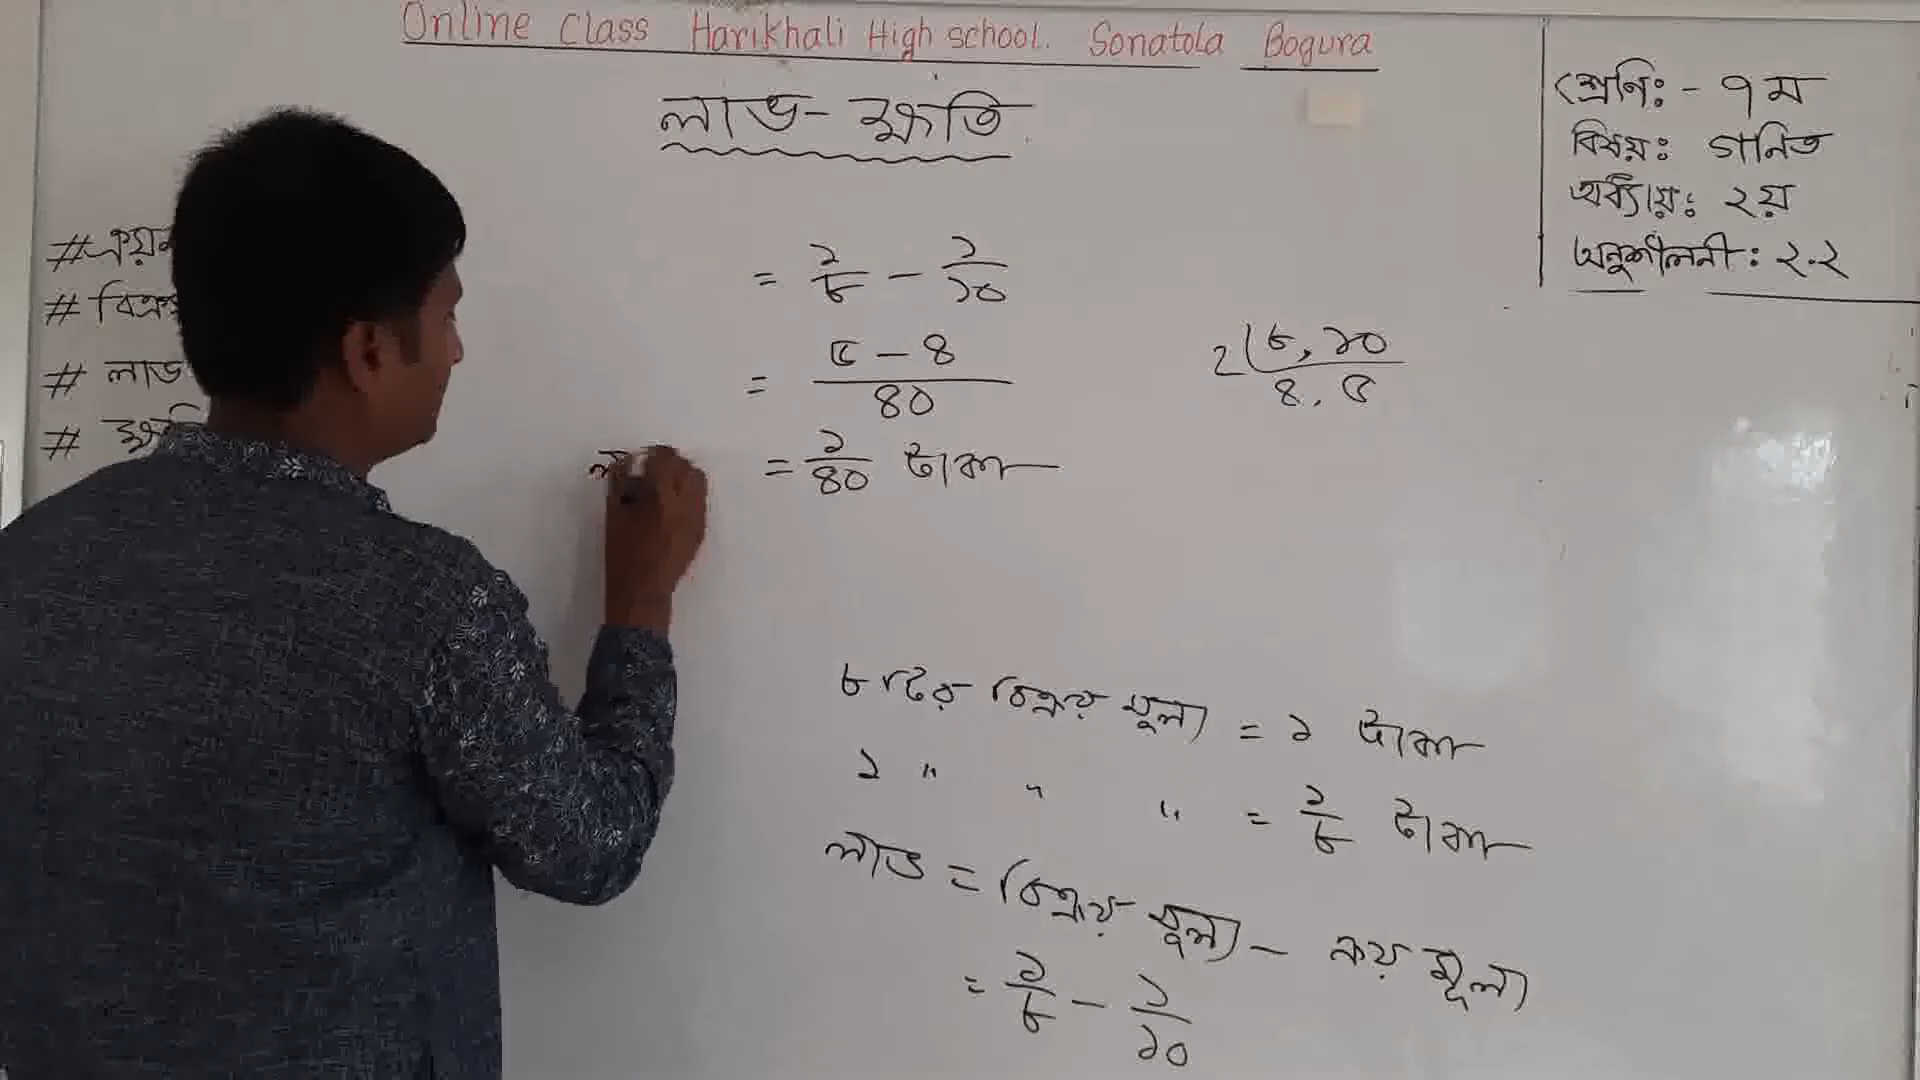 Online Class Harikhali High school. Sonatola Bogura
লাভ-ক্ষতি
শ্রেণিঃ - ৭ম
বিষয়ঃ গনিত
অধ্যায়ঃ ২য়
অনুশীলনী: ২.২
#
#
# লাভ
#
= ১/৮ - ১/১০
= ৫ - ৪ / ৪০
= ১/৪০ টাকা
2 | ৮, ১০
৪, ৫
৮ টির বিক্রয় মূল্য = ১ টাকা
১ " " " = ১/৮ টাকা
লাভ = বিক্রয় মূল্য - ক্রয় মূল্য
= ১/৮ - ১/১০